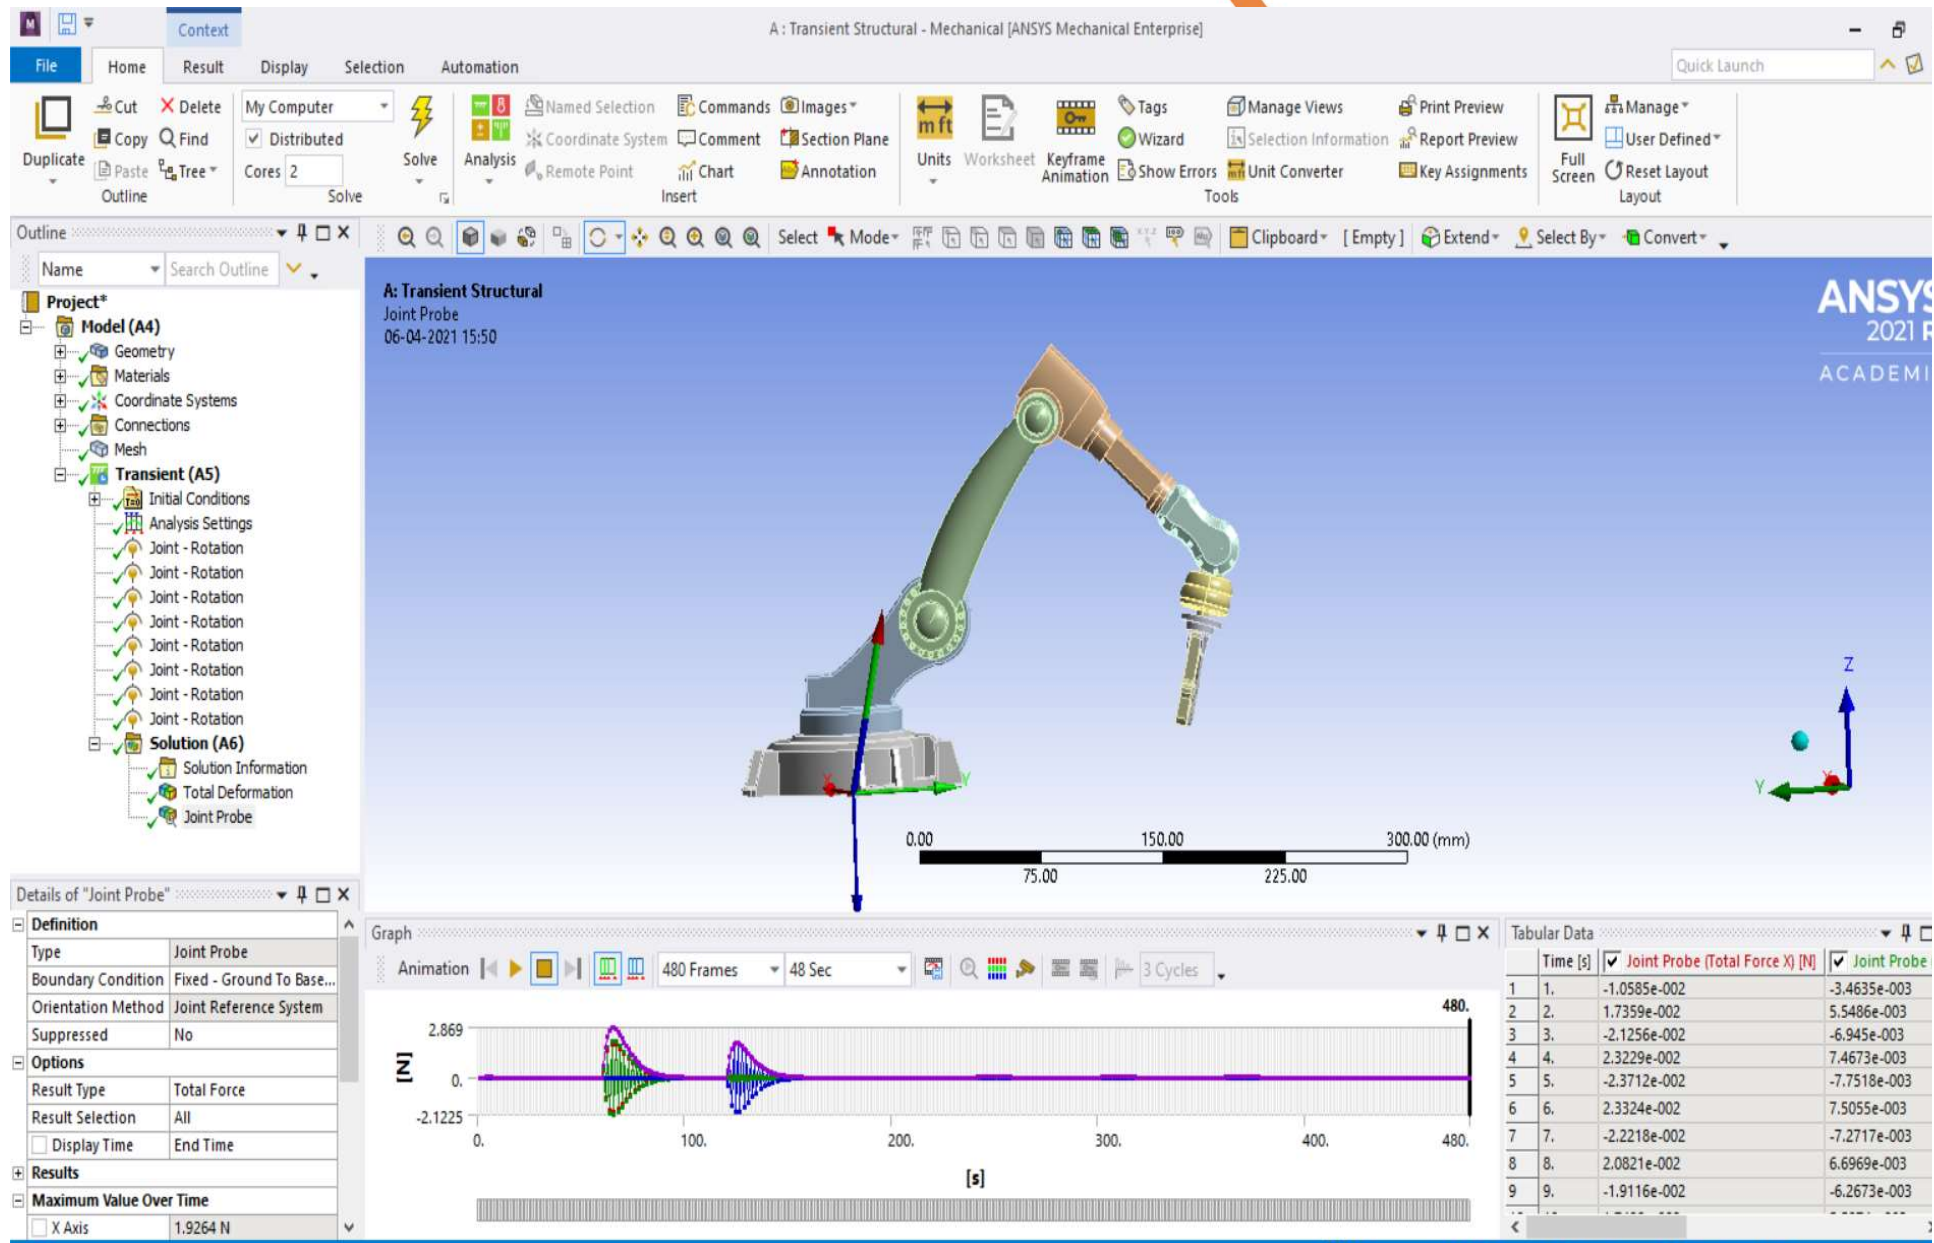 Context
A : Transient Structural - Mechanical [ANSYS Mechanical Enterprise]
File Home Result Display Selection Automation
Quick Launch
Cut Delete My Computer Named Selection Commands Images Tags Manage Views Print Preview Manage
Copy Find Distributed Coordinate System Comment Section Plane Wizard Selection Information Report Preview User Defined
Duplicate Paste Tree Cores 2 Solve Analysis Remote Point Chart Annotation Units Worksheet Keyframe Animation Show Errors Unit Converter Key Assignments Full Screen Reset Layout
Outline Solve Insert Tools Layout
Outline
Select Mode Clipboard [ Empty ] Extend Select By Convert
Name Search Outline
Project*
Model (A4)
Geometry
Materials
Coordinate Systems
Connections
Mesh
Transient (A5)
Initial Conditions
Analysis Settings
Joint - Rotation
Joint - Rotation
Joint - Rotation
Joint - Rotation
Joint - Rotation
Joint - Rotation
Joint - Rotation
Joint - Rotation
Solution (A6)
Solution Information
Total Deformation
Joint Probe
A: Transient Structural
Joint Probe
06-04-2021 15:50
ANSYS
2021 R
ACADEMI
Z
Y X
X Y
0.00 150.00 300.00 (mm)
75.00 225.00
Details of "Joint Probe"
Definition
Type Joint Probe
Boundary Condition Fixed - Ground To Base...
Orientation Method Joint Reference System
Suppressed No
Options
Result Type Total Force
Result Selection All
Display Time End Time
Results
Maximum Value Over Time
X Axis 1.9264 N
Graph
Animation 480 Frames 48 Sec 3 Cycles
480.
2.869
[N]
0.
-2.1225
0. 100. 200. 300. 400. 480.
[s]
Tabular Data
Time [s] Joint Probe (Total Force X) [N] Joint Probe
1 1. -1.0585e-002 -3.4635e-003
2 2. 1.7359e-002 5.5486e-003
3 3. -2.1256e-002 -6.945e-003
4 4. 2.3229e-002 7.4673e-003
5 5. -2.3712e-002 -7.7518e-003
6 6. 2.3324e-002 7.5055e-003
7 7. -2.2218e-002 -7.2717e-003
8 8. 2.0821e-002 6.6969e-003
9 9. -1.9116e-002 -6.2673e-003